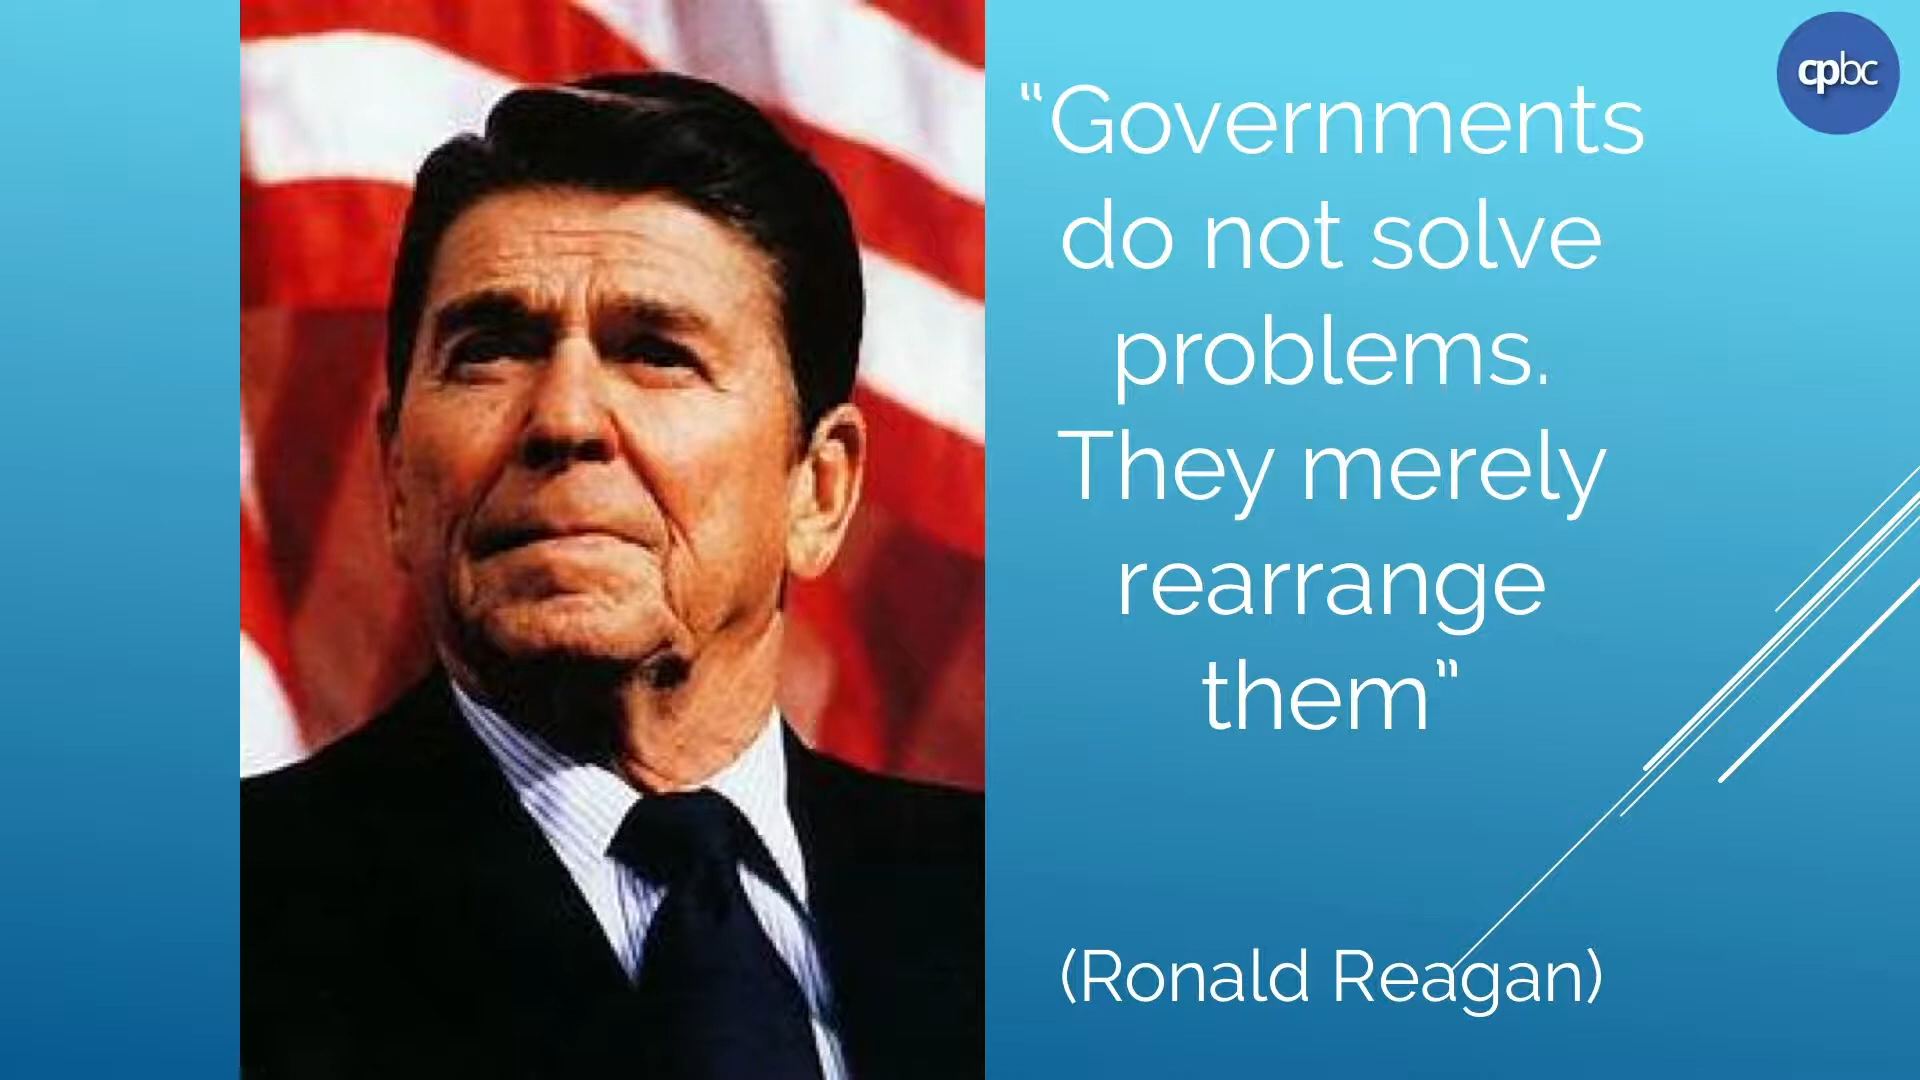 cpbc
“Governments
do not solve
problems.
They merely
rearrange
them”
(Ronald Reagan)